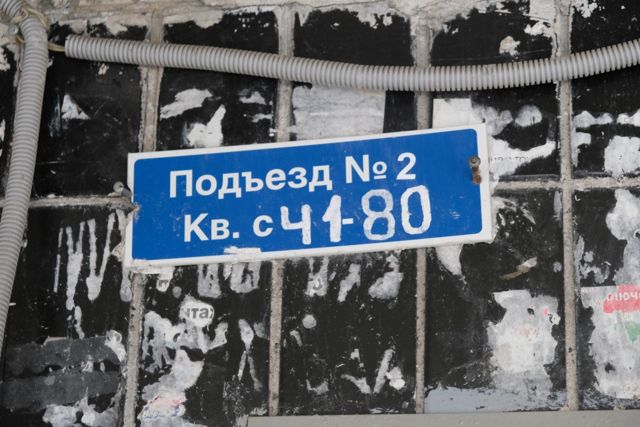 Подъезд № 2
Кв. с 41-80